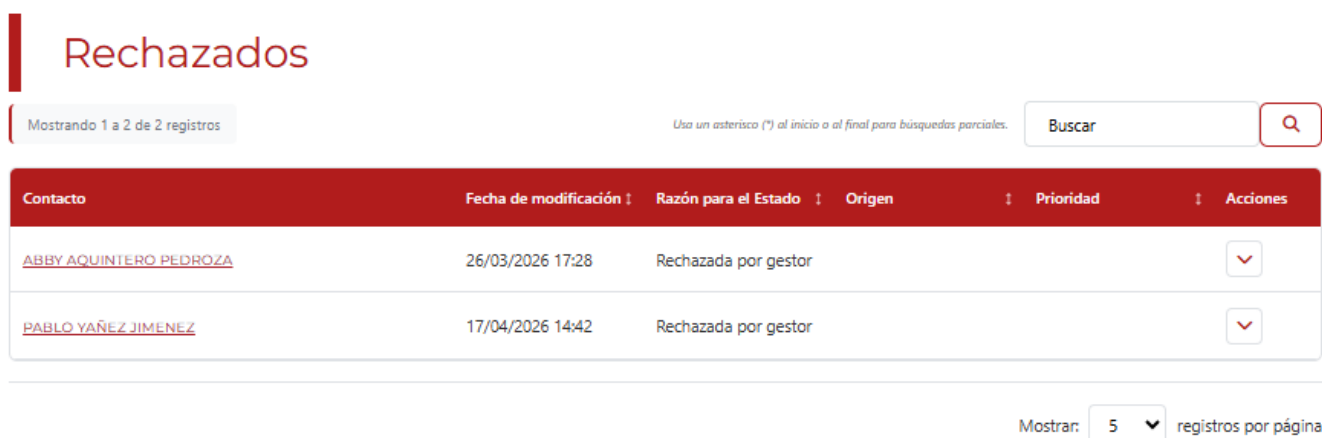 Rechazados
Mostrando 1 a 2 de 2 registros
Usa un asterisco (*) al inicio o al final para búsquedas parciales.
Buscar
Contacto Fecha de modificación Razón para el Estado Origen Prioridad Acciones
ABBY AQUINTERO PEDROZA 26/03/2026 17:28 Rechazada por gestor
PABLO YAÑEZ JIMENEZ 17/04/2026 14:42 Rechazada por gestor
Mostrar: 5 registros por página